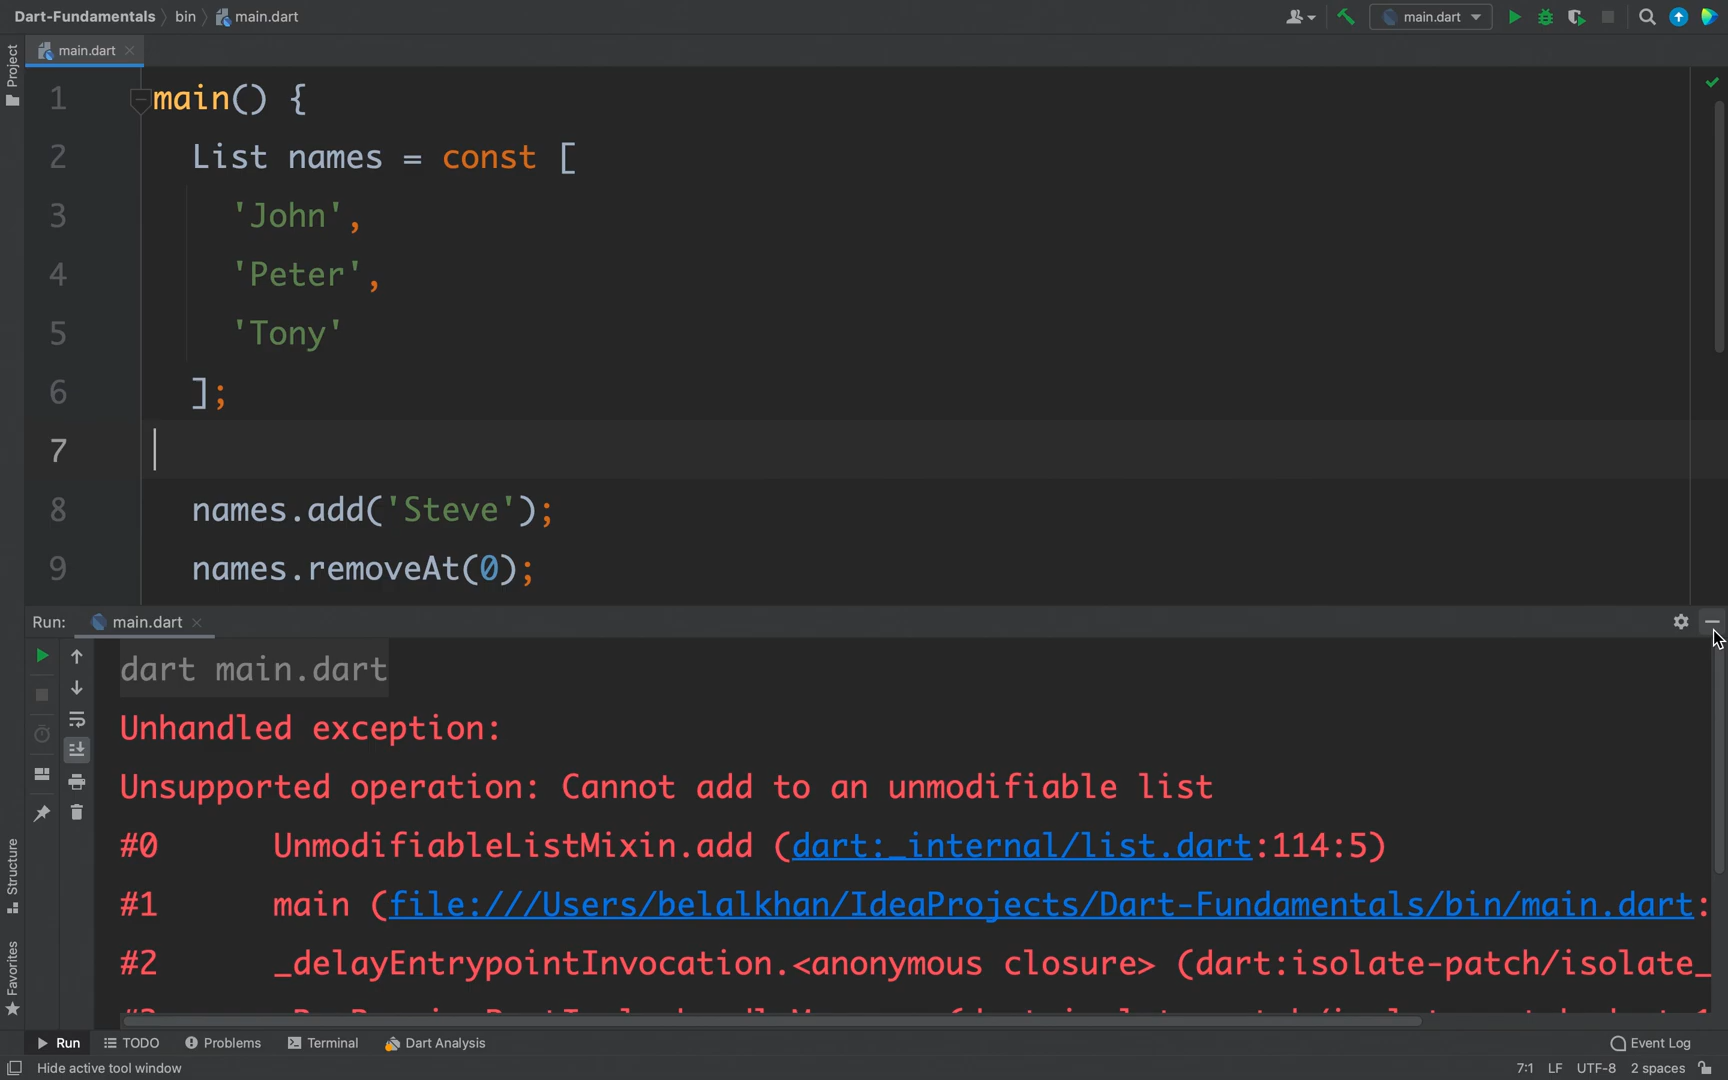 Dart-Fundamentals bin main.dart main.dart
main.dart
Project
1 main() {
2 List names = const [
3 'John',
4 'Peter',
5 'Tony'
6 ];
7
8 names.add('Steve');
9 names.removeAt(0);
Run: main.dart
dart main.dart
Unhandled exception:
Unsupported operation: Cannot add to an unmodifiable list
#0 UnmodifiableListMixin.add (dart:_internal/list.dart:114:5)
#1 main (file:///Users/belalkhan/IdeaProjects/Dart-Fundamentals/bin/main.dart:
#2 _delayEntrypointInvocation.<anonymous closure> (dart:isolate-patch/isolate_
Structure
Favorites
Run TODO Problems Terminal Dart Analysis Event Log
Hide active tool window 7:1 LF UTF-8 2 spaces